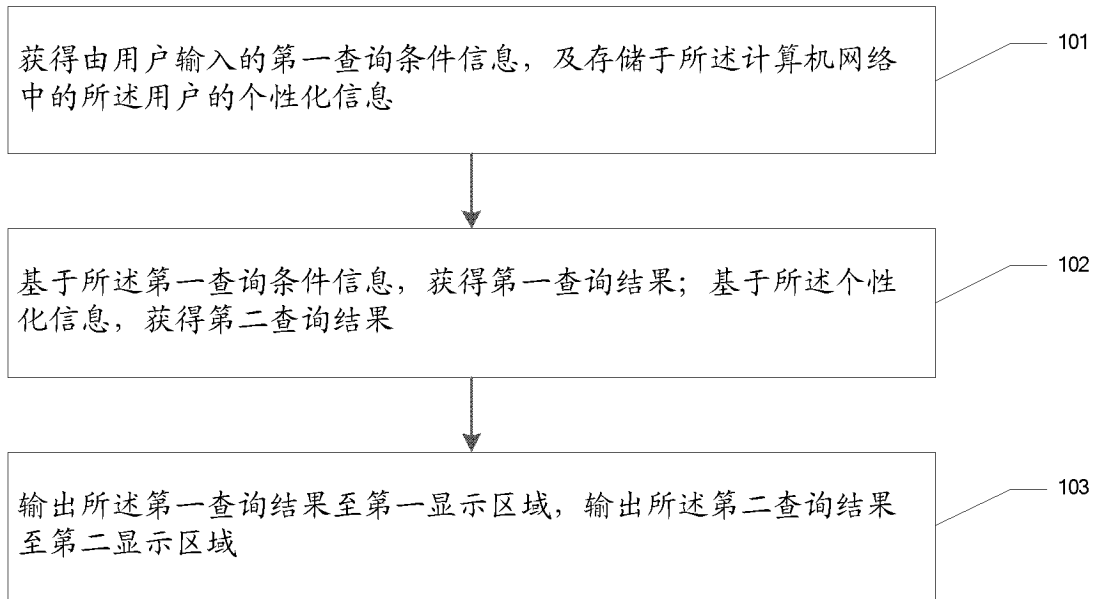 获得由用户输入的第一查询条件信息，及存储于所述计算机网络
中的所述用户的个性化信息
101
基于所述第一查询条件信息，获得第一查询结果；基于所述个性
化信息，获得第二查询结果
102
输出所述第一查询结果至第一显示区域，输出所述第二查询结果
至第二显示区域
103